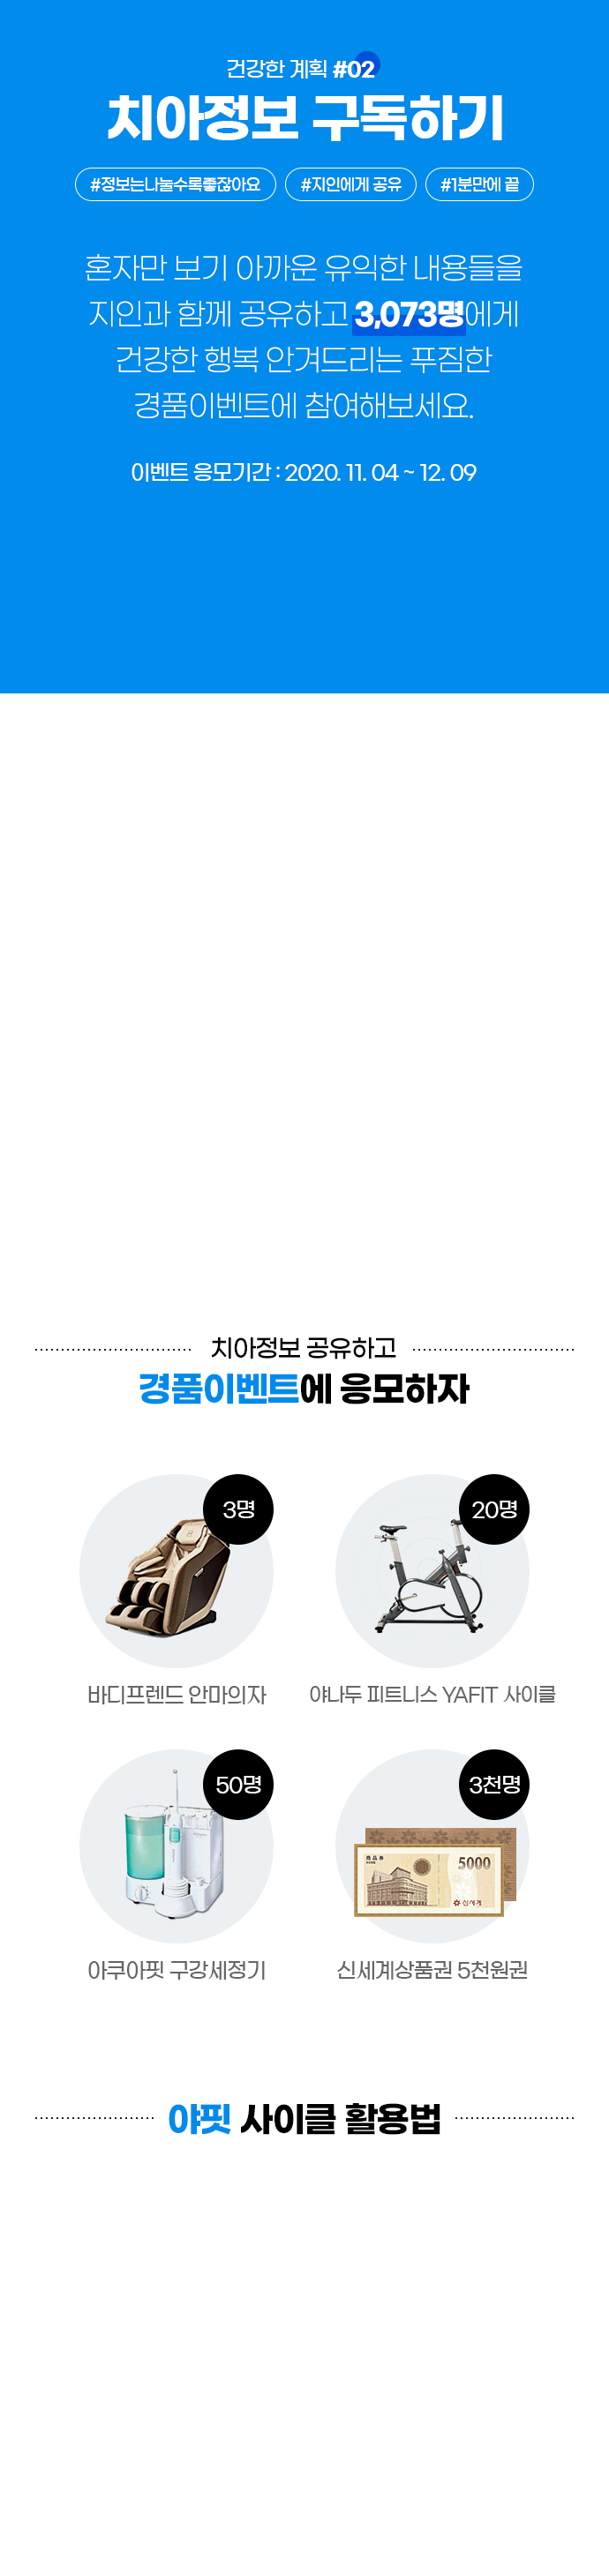 건강한 계획 #02
치아정보 구독하기
#정보는나눌수록좋잖아요 #지인에게 공유 #1분만에 끝
혼자만 보기 아까운 유익한 내용들을
지인과 함께 공유하고 3,073명에게
건강한 행복 안겨드리는 푸짐한
경품이벤트에 참여해보세요.
이벤트 응모기간 : 2020. 11. 04 ~ 12. 09
치아정보 공유하고
경품이벤트에 응모하자
3명
20명
바디프렌드 안마의자
야나두 피트니스 YAFIT 사이클
50명
3천명
商品券
5000
신세계
아쿠아핏 구강세정기
신세계상품권 5천원권
야핏 사이클 활용법